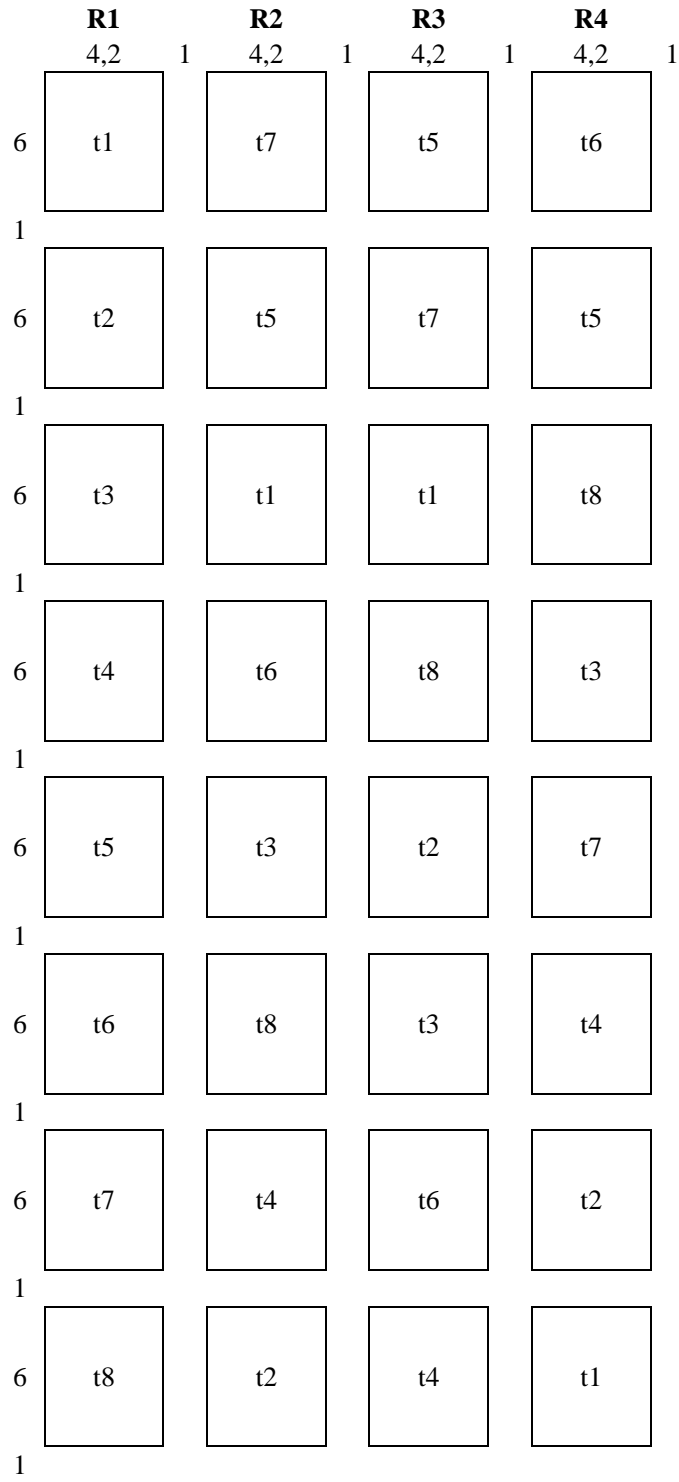 R1 R2 R3 R4
4,2 1 4,2 1 4,2 1 4,2 1
6 t1 t7 t5 t6
1
6 t2 t5 t7 t5
1
6 t3 t1 t1 t8
1
6 t4 t6 t8 t3
1
6 t5 t3 t2 t7
1
6 t6 t8 t3 t4
1
6 t7 t4 t6 t2
1
6 t8 t2 t4 t1
1